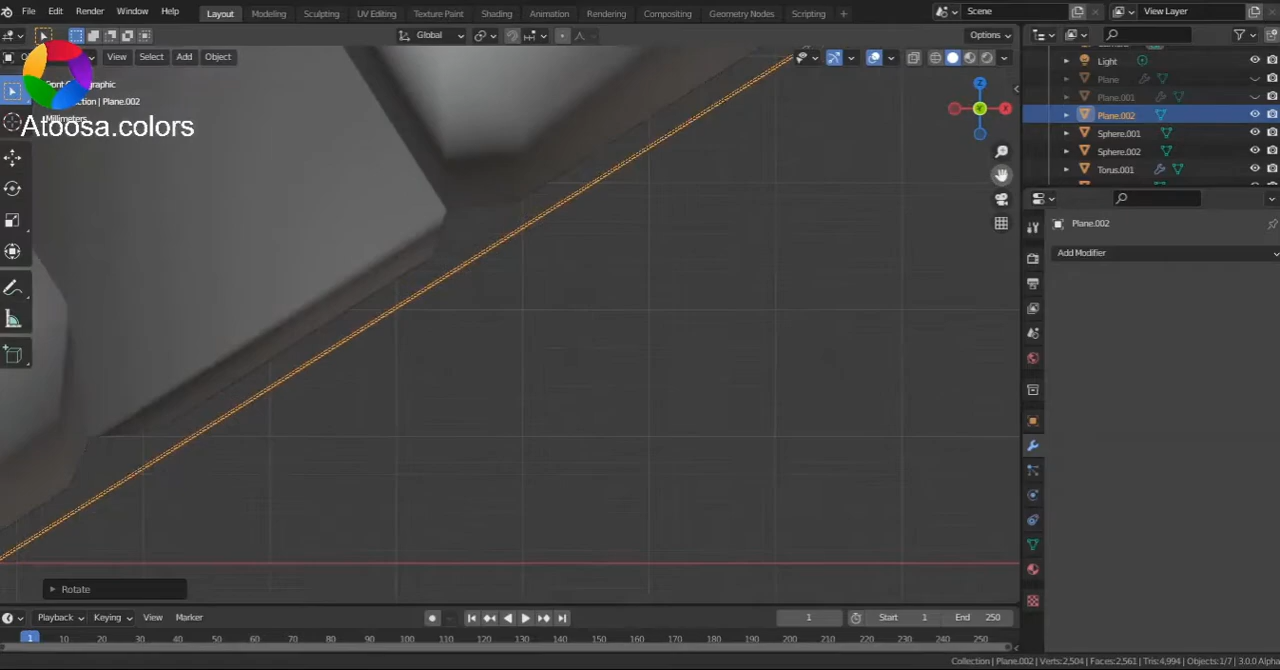 File Edit Render Window Help Layout Modeling Sculpting UV Editing Texture Paint Shading Animation Rendering Compositing Geometry Nodes Scripting + Scene View Layer
Global Options
View Select Add Object
Light
Collection | Plane.002
Plane
Millimeters
Plane.001
Atoosa.colors
Plane.002
Sphere.001
Sphere.002
Torus.001
Plane.002
Add Modifier
Rotate
Playback Keying View Marker 1 Start 1 End 250
1 10 20 30 40 50 60 70 80 90 100 110 120 130 140 150 160 170 180 190 200 210 220 230 240 250
Collection | Plane.002 | Verts:2,504 | Faces:2,561 | Tris:4,994 | Objects:1/7 | 3.0.0 Alpha